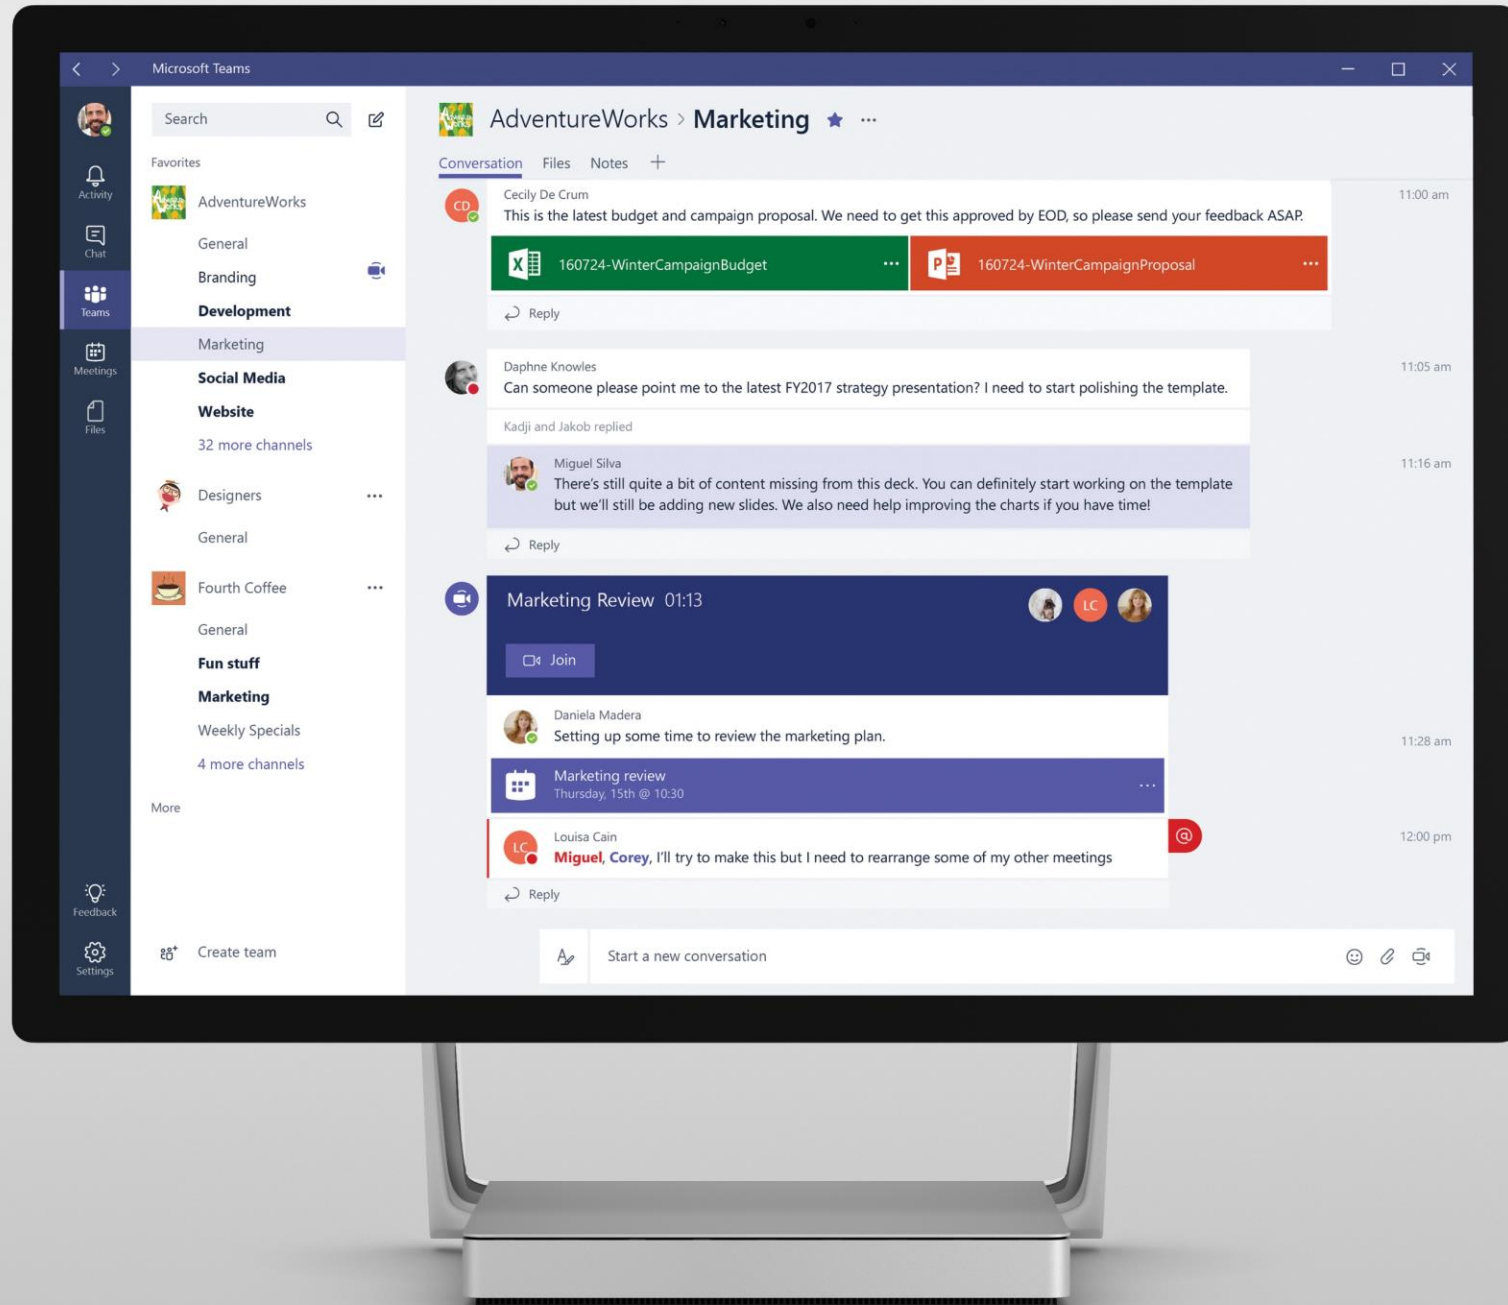 Microsoft Teams
Search
Favorites
AdventureWorks
General
Branding
Development
Marketing
Social Media
Website
32 more channels
Designers
General
Fourth Coffee
General
Fun stuff
Marketing
Weekly Specials
4 more channels
More
Create team
Activity
Chat
Teams
Meetings
Files
Feedback
Settings
AdventureWorks > Marketing
Conversation Files Notes
CD
Cecily De Crum
11:00 am
This is the latest budget and campaign proposal. We need to get this approved by EOD, so please send your feedback ASAP.
160724-WinterCampaignBudget
160724-WinterCampaignProposal
Reply
Daphne Knowles
11:05 am
Can someone please point me to the latest FY2017 strategy presentation? I need to start polishing the template.
Kadji and Jakob replied
Miguel Silva
11:16 am
There's still quite a bit of content missing from this deck. You can definitely start working on the template
but we'll still be adding new slides. We also need help improving the charts if you have time!
Reply
Marketing Review 01:13
LC
Join
Daniela Madera
Setting up some time to review the marketing plan.
11:28 am
Marketing review
Thursday, 15th @ 10:30
LC
Louisa Cain
@
12:00 pm
Miguel, Corey, I'll try to make this but I need to rearrange some of my other meetings
Reply
Start a new conversation